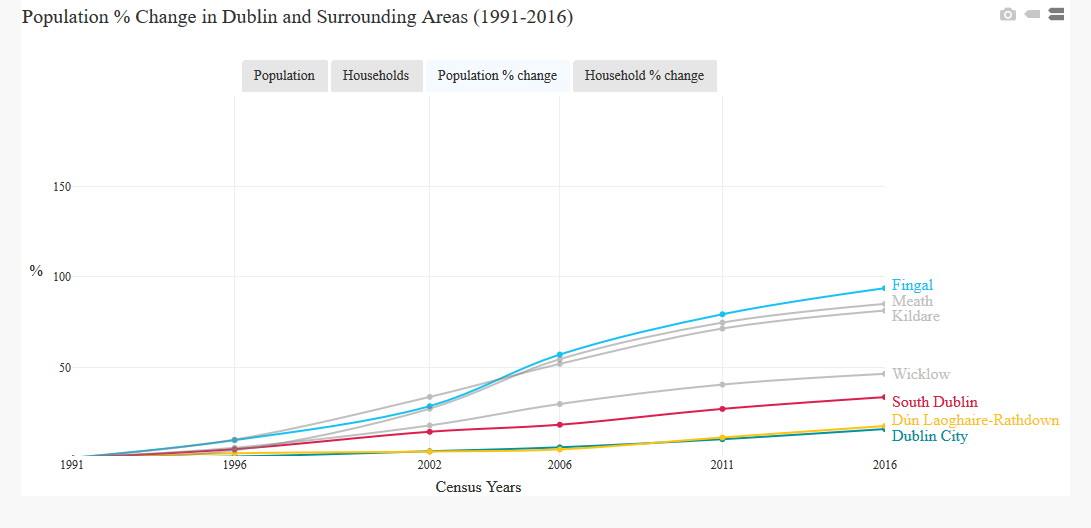 Population % Change in Dublin and Surrounding Areas (1991-2016)
Population Households Population % change Household % change
150
% 100
Fingal
Meath
Kildare
50
Wicklow
South Dublin
Dún Laoghaire-Rathdown
Dublin City
1991 1996 2002 2006 2011 2016
Census Years